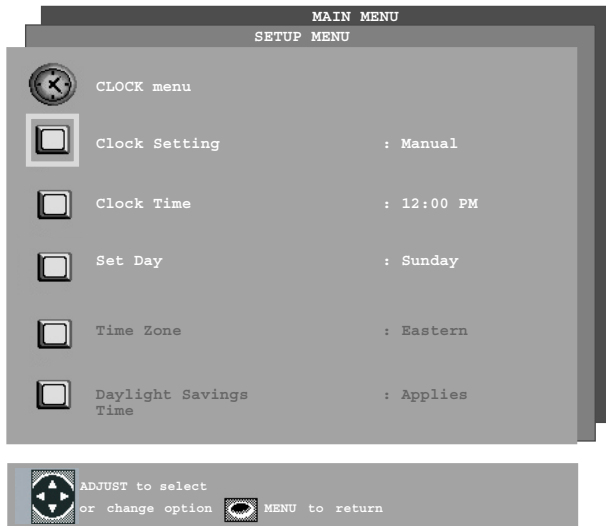 MAIN MENU
SETUP MENU
CLOCK menu
Clock Setting : Manual
Clock Time : 12:00 PM
Set Day : Sunday
Time Zone : Eastern
Daylight Savings : Applies
Time
ADJUST to select
or change option MENU to return